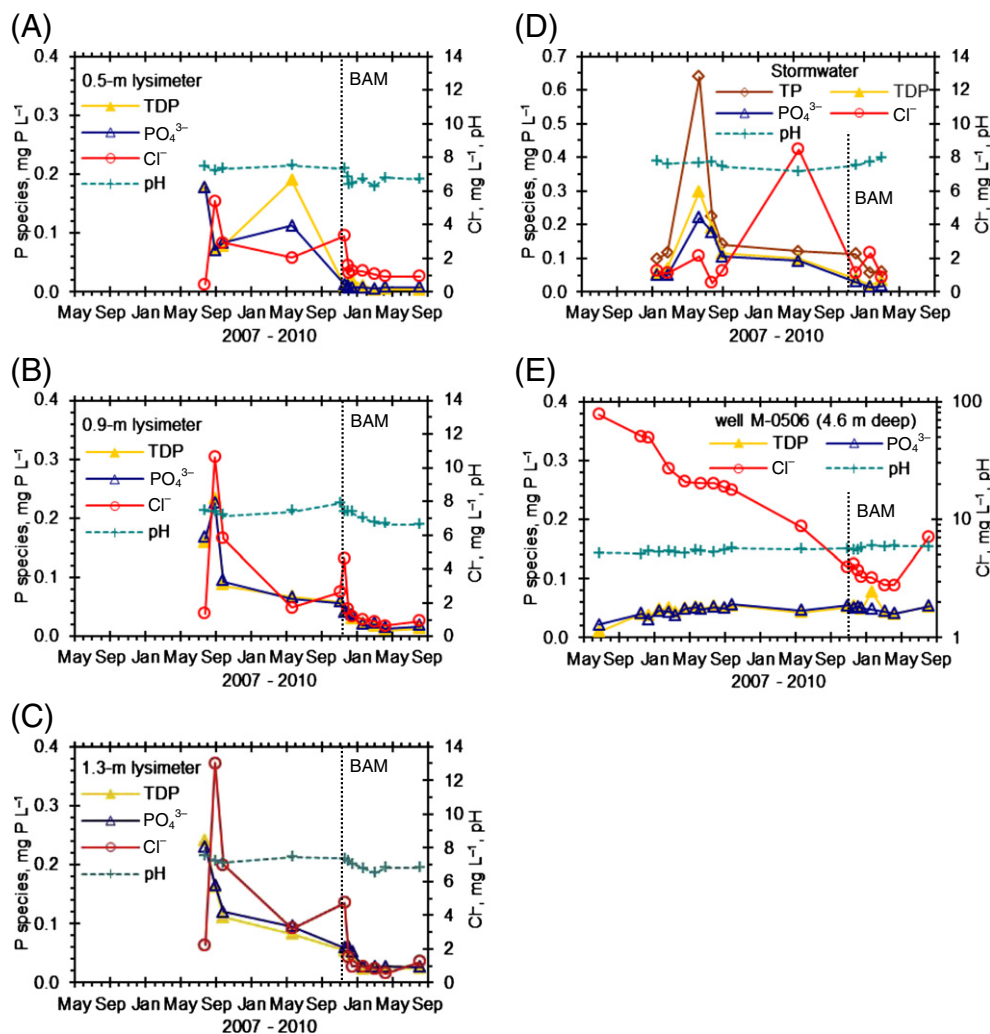 (A)
0.4
0.3
0.2
0.1
0.0
P species, mg P L⁻¹
0.5-m lysimeter
TDP
PO₄³⁻
Cl⁻
pH
BAM
14
12
10
8
6
4
2
0
Cl⁻, mg L⁻¹, pH
May Sep Jan May Sep Jan May Sep Jan May Sep
2007 - 2010
(B)
0.4
0.3
0.2
0.1
0.0
P species, mg P L⁻¹
0.9-m lysimeter
TDP
PO₄³⁻
Cl⁻
pH
BAM
14
12
10
8
6
4
2
0
Cl⁻, mg L⁻¹, pH
May Sep Jan May Sep Jan May Sep Jan May Sep
2007 - 2010
(C)
0.4
0.3
0.2
0.1
0.0
P species, mg P L⁻¹
1.3-m lysimeter
TDP
PO₄³⁻
Cl⁻
pH
BAM
14
12
10
8
6
4
2
0
Cl⁻, mg L⁻¹, pH
May Sep Jan May Sep Jan May Sep Jan May Sep
2007 - 2010
(D)
0.7
0.6
0.5
0.4
0.3
0.2
0.1
0.0
P species, mg P L⁻¹
Stormwater
TP TDP
PO₄³⁻ Cl⁻
pH
BAM
14
12
10
8
6
4
2
0
Cl⁻, mg L⁻¹, pH
May Sep Jan May Sep Jan May Sep Jan May Sep
2007 - 2010
(E)
0.4
0.3
0.2
0.1
0.0
P species, mg P L⁻¹
well M-0506 (4.6 m deep)
TDP PO₄³⁻
Cl⁻ pH
BAM
100
10
1
Cl⁻, mg L⁻¹, pH
May Sep Jan May Sep Jan May Sep Jan May Sep
2007 - 2010